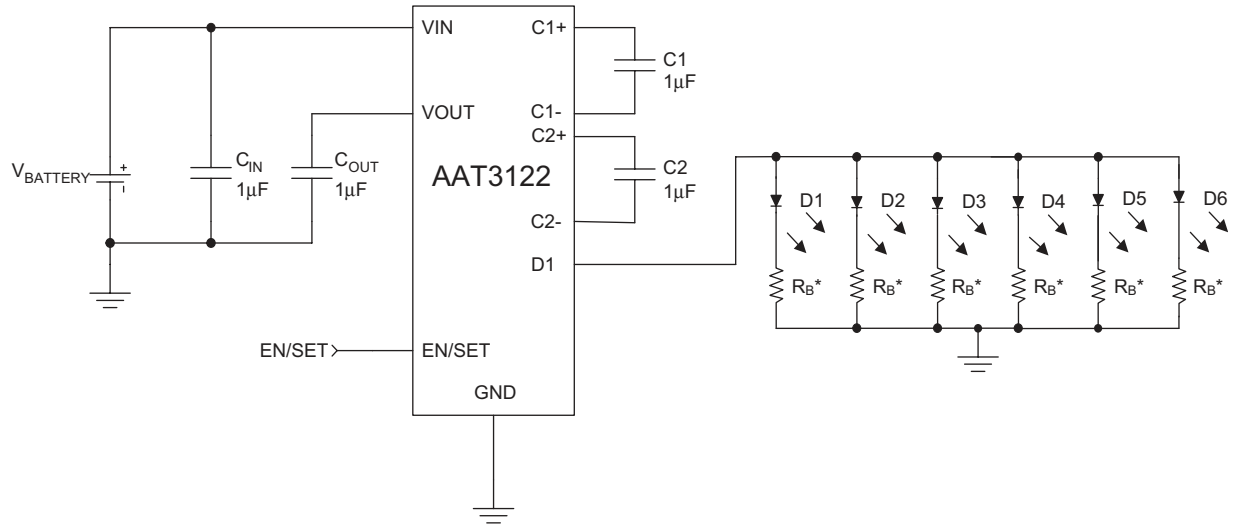 VIN
C1+
C1
1μF
C1-
VOUT
C2+
V_BATTERY
+
-
C_IN
1μF
C_OUT
1μF
AAT3122
C2
1μF
C2-
D1
D1
D2
D3
D4
D5
D6
R_B*
R_B*
R_B*
R_B*
R_B*
R_B*
EN/SET
EN/SET
GND